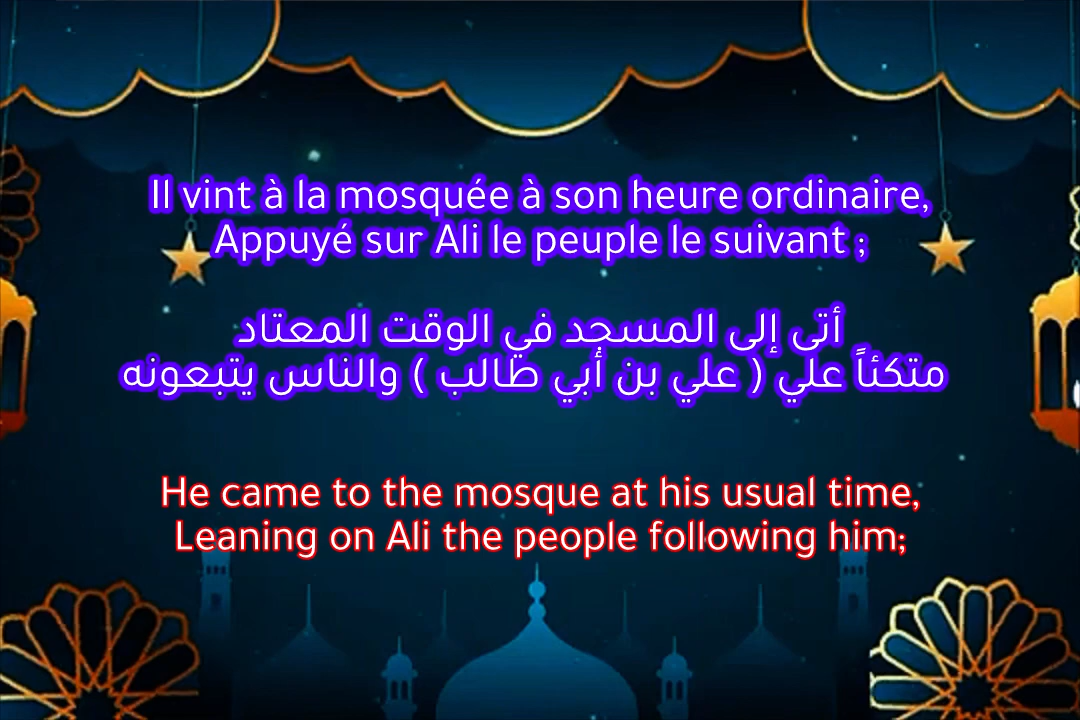 Il vint à la mosquée à son heure ordinaire,
Appuyé sur Ali le peuple le suivant ;
أتى إلى المسجد في الوقت المعتاد
متكئاً علي ( علي بن أبي طالب ) والناس يتبعونه
He came to the mosque at his usual time,
Leaning on Ali the people following him;